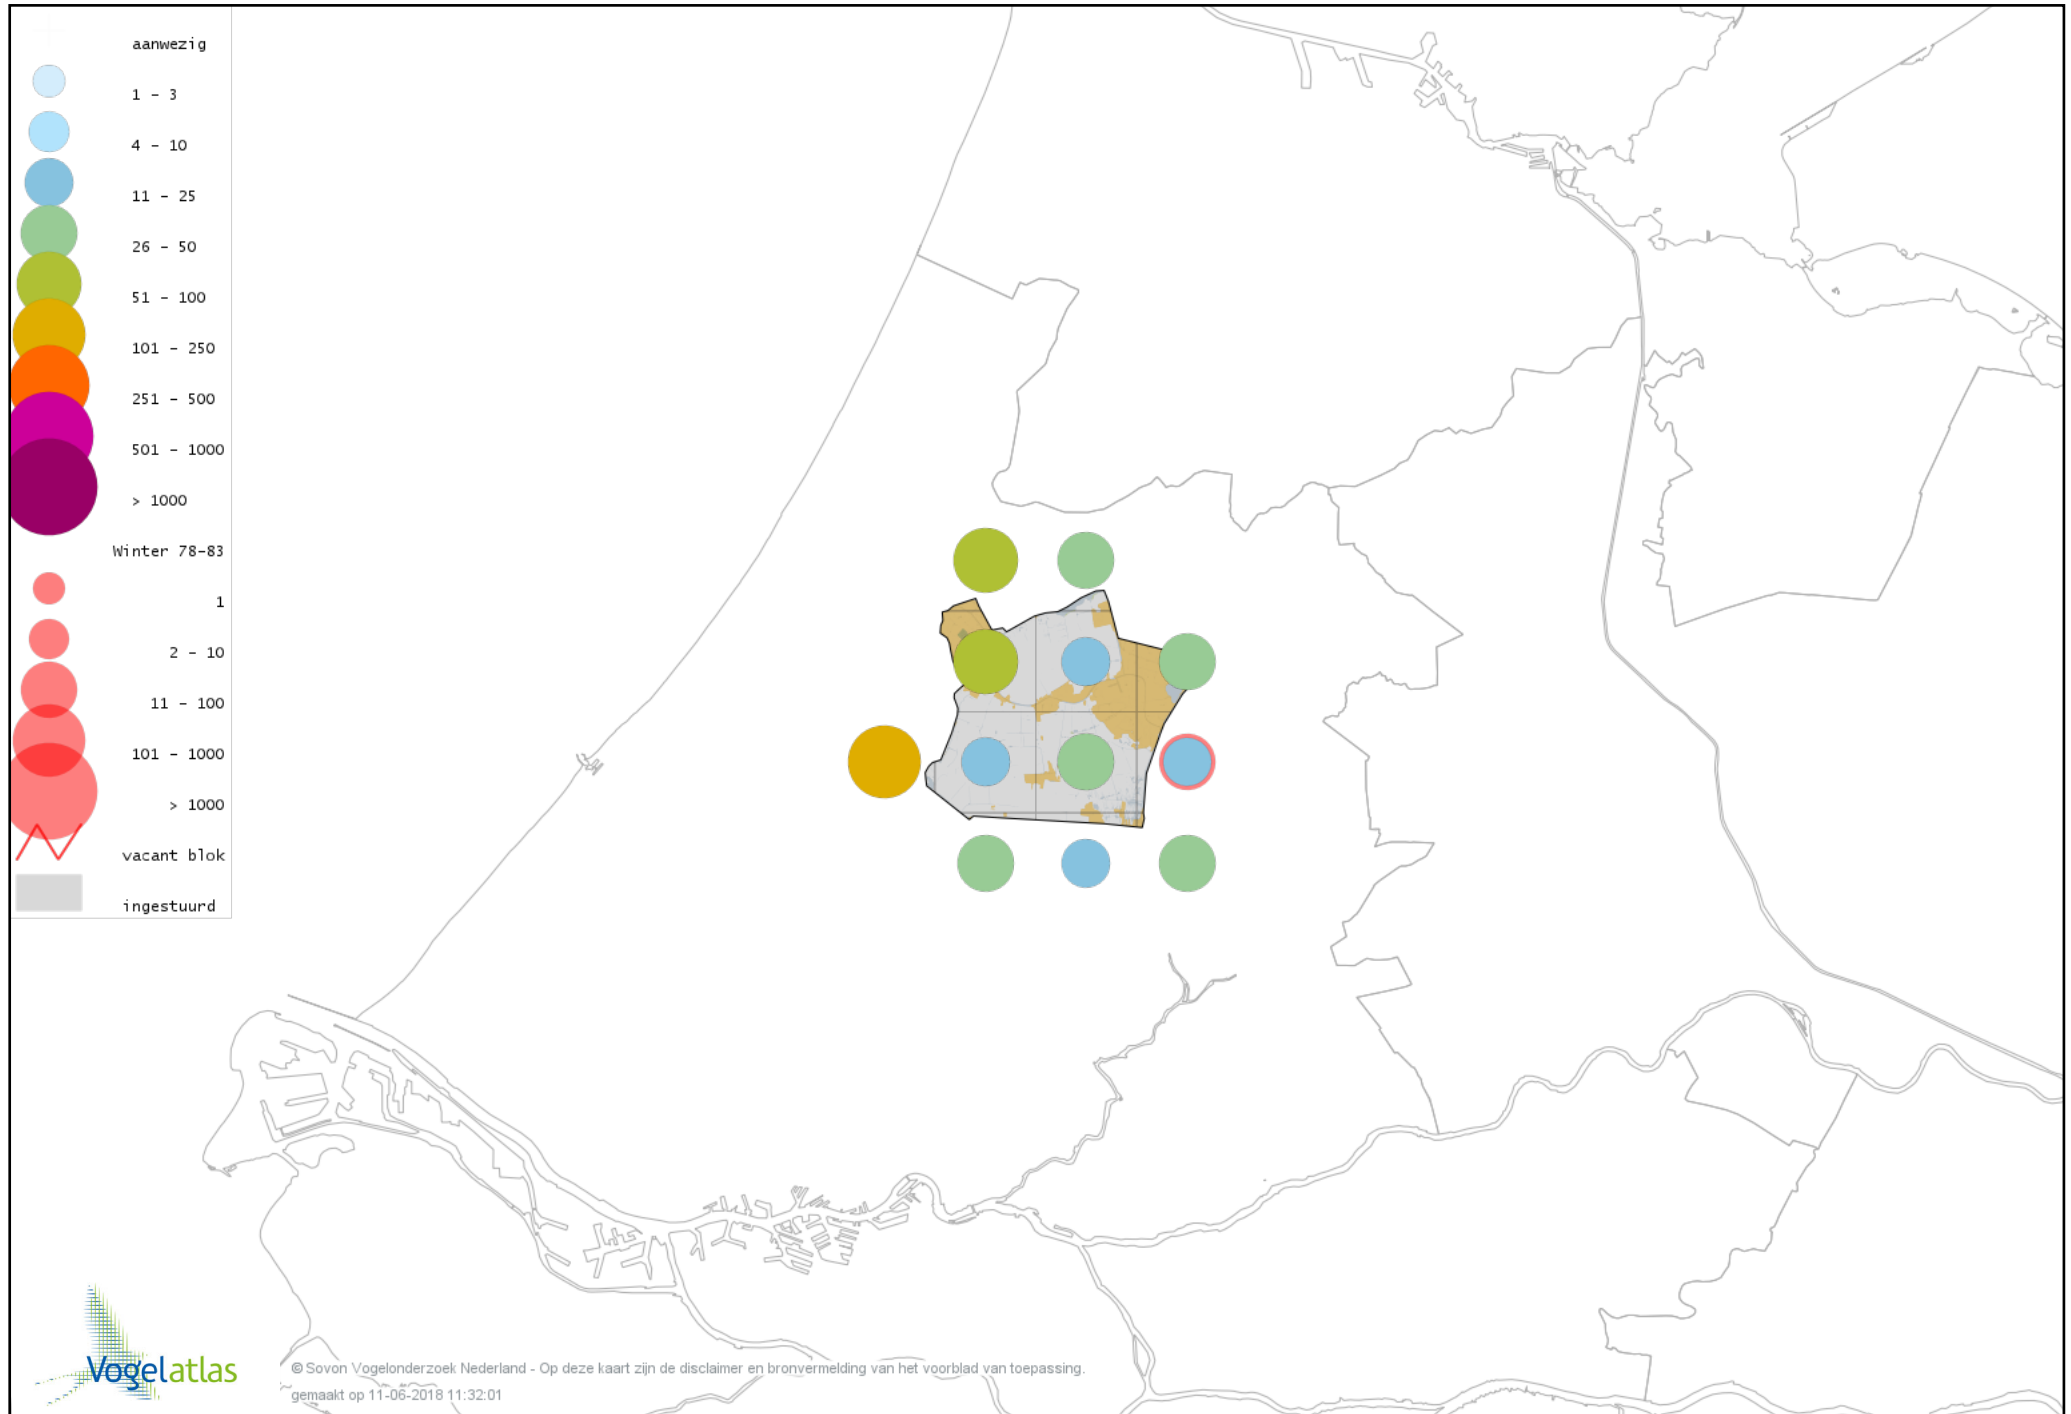 aanwezig
1 - 3
4 - 10
11 - 25
26 - 50
51 - 100
101 - 250
251 - 500
501 - 1000
> 1000
Winter 78-83
1
2 - 10
11 - 100
101 - 1000
> 1000
vacant blok
ingestuurd
Vogelatlas
© Sovon Vogelonderzoek Nederland - Op deze kaart zijn de disclaimer en bronvermelding van het voorblad van toepassing.
gemaakt op 11-06-2018 11:32:01